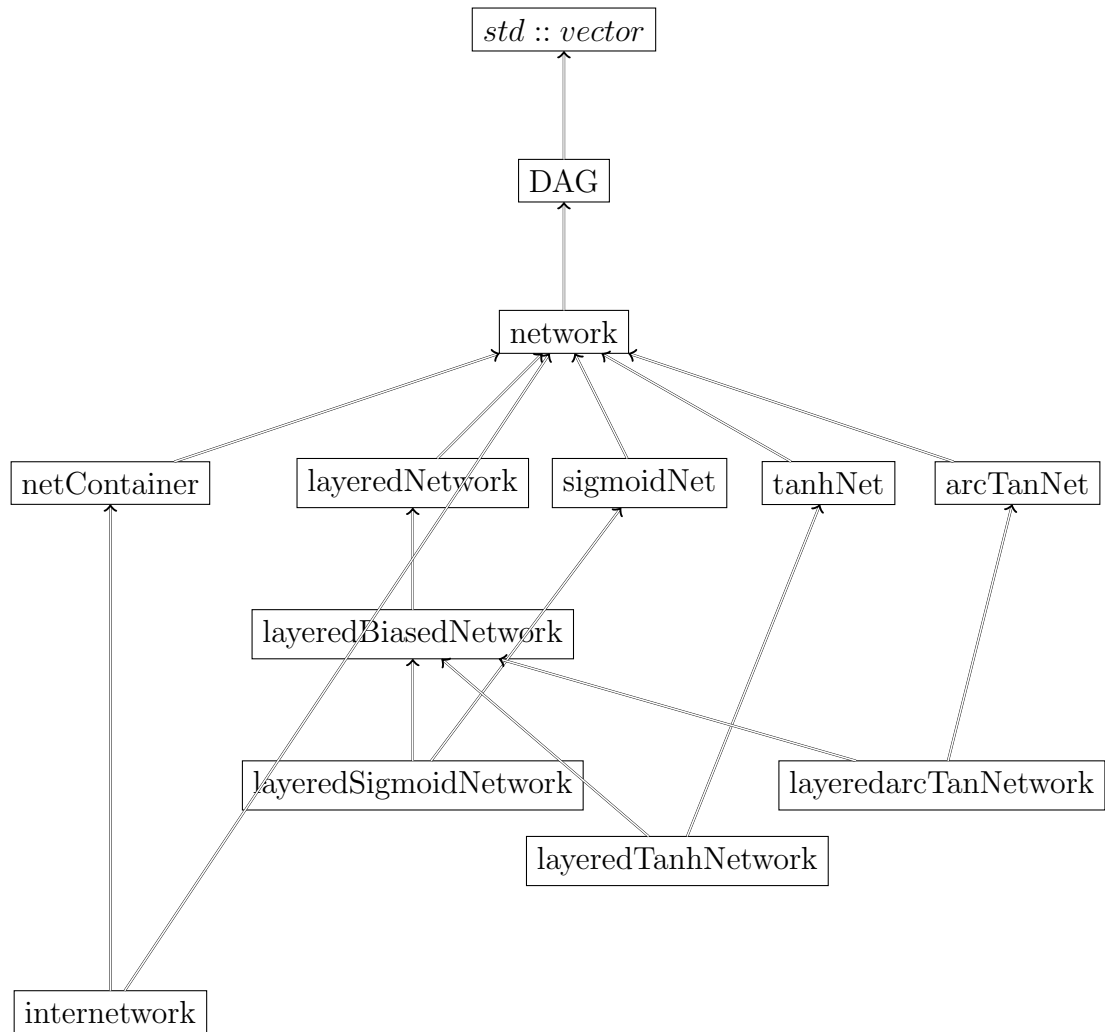 std :: vector
DAG
network
netContainer
layeredNetwork
sigmoidNet
tanhNet
arcTanNet
layeredBiasedNetwork
layeredSigmoidNetwork
layeredarcTanNetwork
layeredTanhNetwork
internetwork